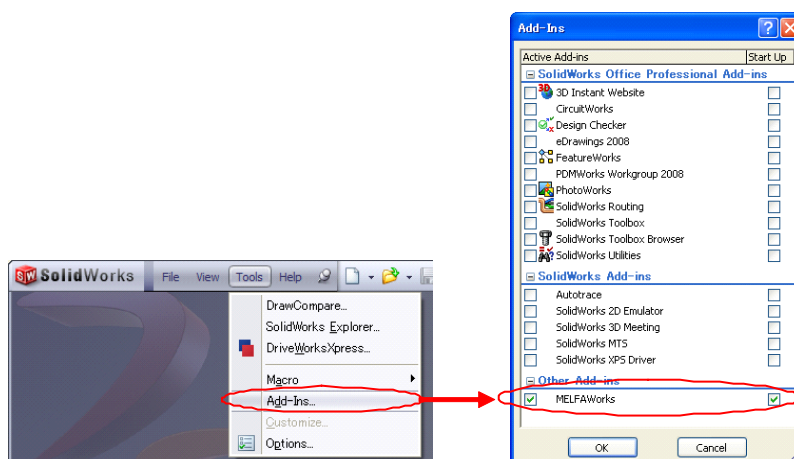 SolidWorks File View Tools Help
DrawCompare...
SolidWorks Explorer...
DriveWorksXpress...
Macro
Add-Ins...
Customize...
Options...
Add-Ins
Active Add-ins Start Up
SolidWorks Office Professional Add-ins
3D Instant Website
CircuitWorks
Design Checker
eDrawings 2008
FeatureWorks
PDMWorks Workgroup 2008
PhotoWorks
SolidWorks Routing
SolidWorks Toolbox
SolidWorks Toolbox Browser
SolidWorks Utilities
SolidWorks Add-ins
Autotrace
SolidWorks 2D Emulator
SolidWorks 3D Meeting
SolidWorks MTS
SolidWorks XPS Driver
Other Add-ins
MELFAWorks
OK Cancel